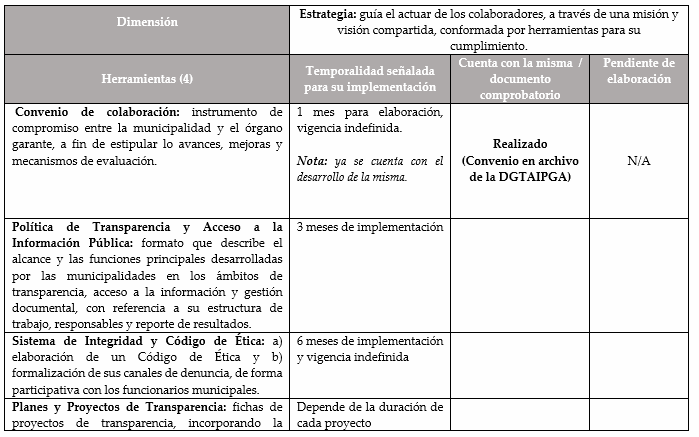 Dimensión
Estrategia: guía el actuar de los colaboradores, a través de una misión y
visión compartida, conformada por herramientas para su
cumplimiento.
Herramientas (4)
Temporalidad señalada
para su implementación
Cuenta con la misma /
documento
comprobatorio
Pendiente de
elaboración
Convenio de colaboración: instrumento de
compromiso entre la municipalidad y el órgano
garante, a fin de estipular lo avances, mejoras y
mecanismos de evaluación.
1 mes para elaboración,
vigencia indefinida.
Nota: ya se cuenta con el
desarrollo de la misma.
Realizado
(Convenio en archivo
de la DGTAIPGA)
N/A
Política de Transparencia y Acceso a la
Información Pública: formato que describe el
alcance y las funciones principales desarrolladas
por las municipalidades en los ámbitos de
transparencia, acceso a la información y gestión
documental, con referencia a su estructura de
trabajo, responsables y reporte de resultados.
3 meses de implementación
Sistema de Integridad y Código de Ética: a)
elaboración de un Código de Ética y b)
formalización de sus canales de denuncia, de forma
participativa con los funcionarios municipales.
6 meses de implementación
y vigencia indefinida
Planes y Proyectos de Transparencia: fichas de
proyectos de transparencia, incorporando la
Depende de la duración de
cada proyecto